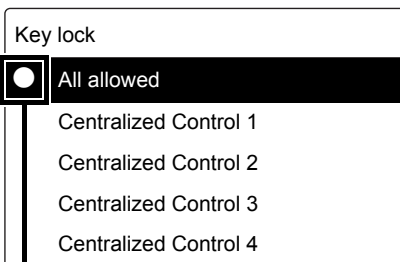 Key lock
All allowed
Centralized Control 1
Centralized Control 2
Centralized Control 3
Centralized Control 4